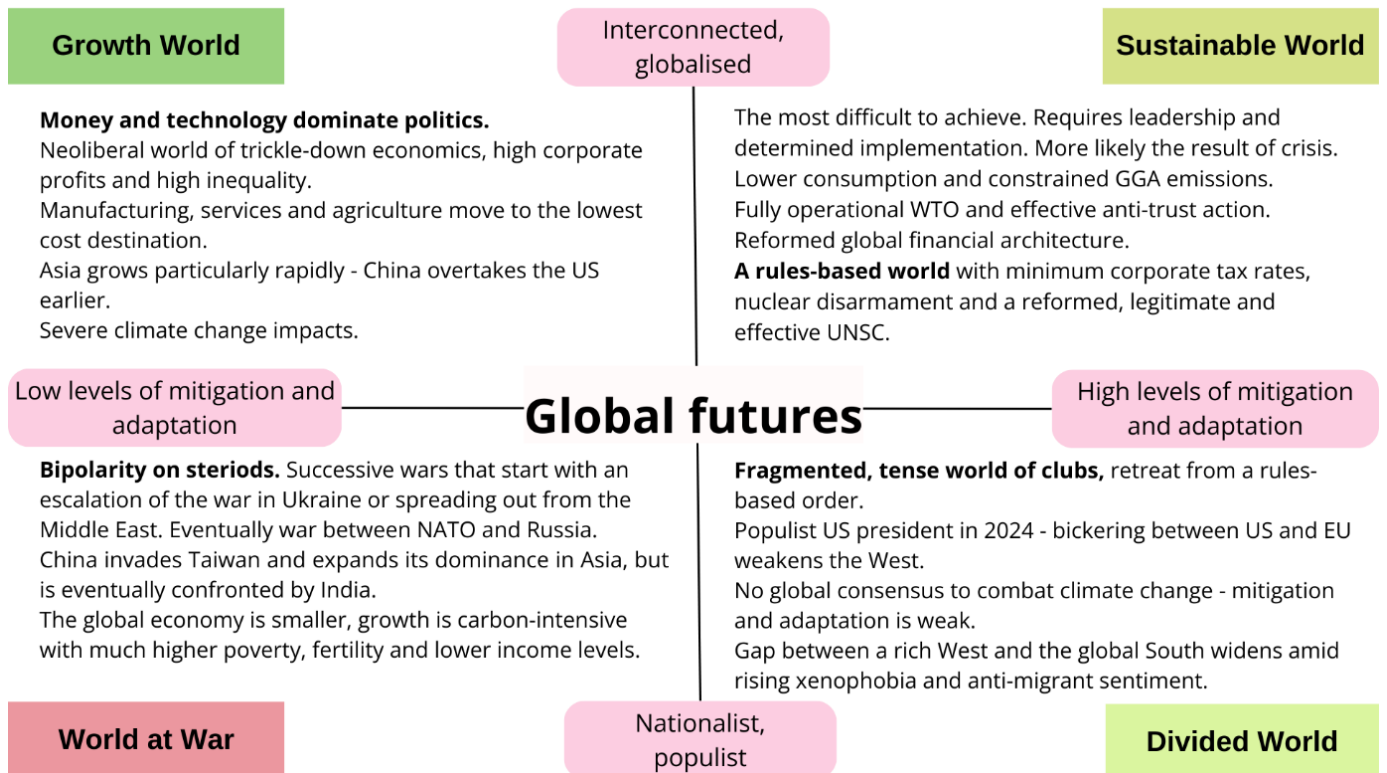 Growth World
Interconnected,
globalised
Sustainable World
Money and technology dominate politics.
Neoliberal world of trickle-down economics, high corporate
profits and high inequality.
Manufacturing, services and agriculture move to the lowest
cost destination.
Asia grows particularly rapidly - China overtakes the US
earlier.
Severe climate change impacts.
The most difficult to achieve. Requires leadership and
determined implementation. More likely the result of crisis.
Lower consumption and constrained GGA emissions.
Fully operational WTO and effective anti-trust action.
Reformed global financial architecture.
A rules-based world with minimum corporate tax rates,
nuclear disarmament and a reformed, legitimate and
effective UNSC.
Low levels of mitigation and
adaptation
Global futures
High levels of mitigation
and adaptation
Bipolarity on steriods. Successive wars that start with an
escalation of the war in Ukraine or spreading out from the
Middle East. Eventually war between NATO and Russia.
China invades Taiwan and expands its dominance in Asia, but
is eventually confronted by India.
The global economy is smaller, growth is carbon-intensive
with much higher poverty, fertility and lower income levels.
Fragmented, tense world of clubs, retreat from a rules-
based order.
Populist US president in 2024 - bickering between US and EU
weakens the West.
No global consensus to combat climate change - mitigation
and adaptation is weak.
Gap between a rich West and the global South widens amid
rising xenophobia and anti-migrant sentiment.
World at War
Nationalist,
populist
Divided World